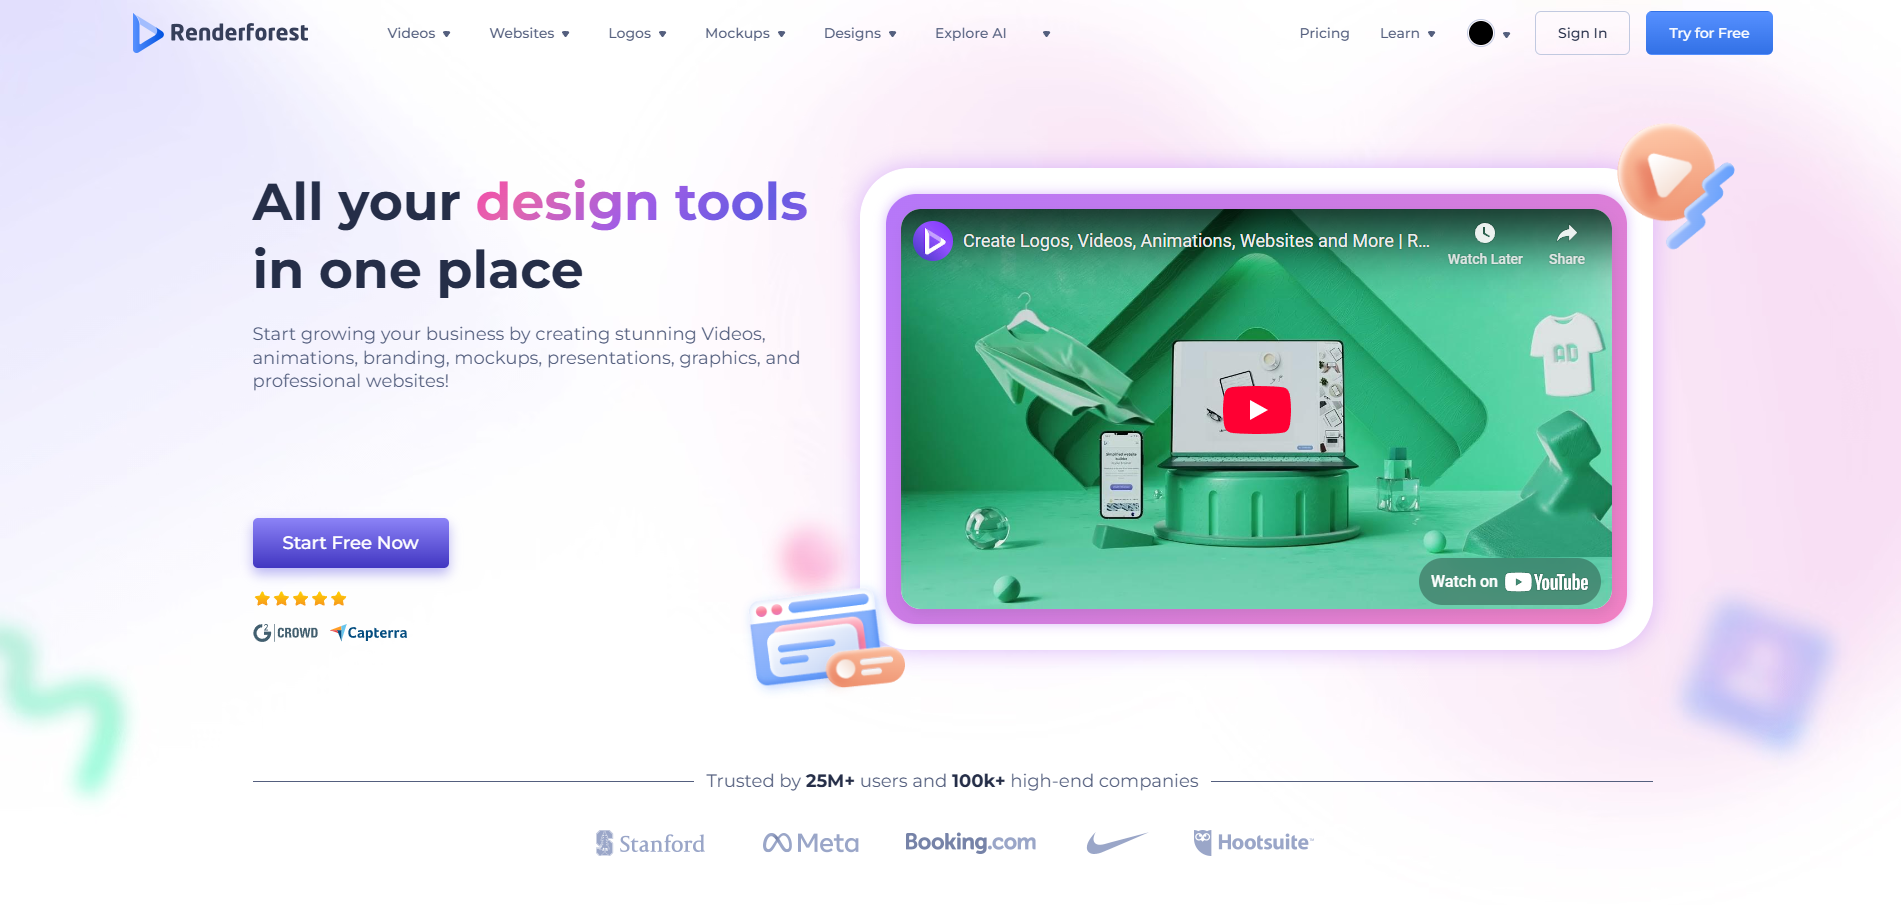 Renderforest
Videos
Websites
Logos
Mockups
Designs
Explore AI
Pricing
Learn
Sign In
Try for Free
All your design tools
in one place
Start growing your business by creating stunning Videos,
animations, branding, mockups, presentations, graphics, and
professional websites!
Start Free Now
G2 CROWD
Capterra
Create Logos, Videos, Animations, Websites and More | R...
Watch Later
Share
AD
Watch on YouTube
Trusted by 25M+ users and 100k+ high-end companies
Stanford
Meta
Booking.com
Hootsuite™